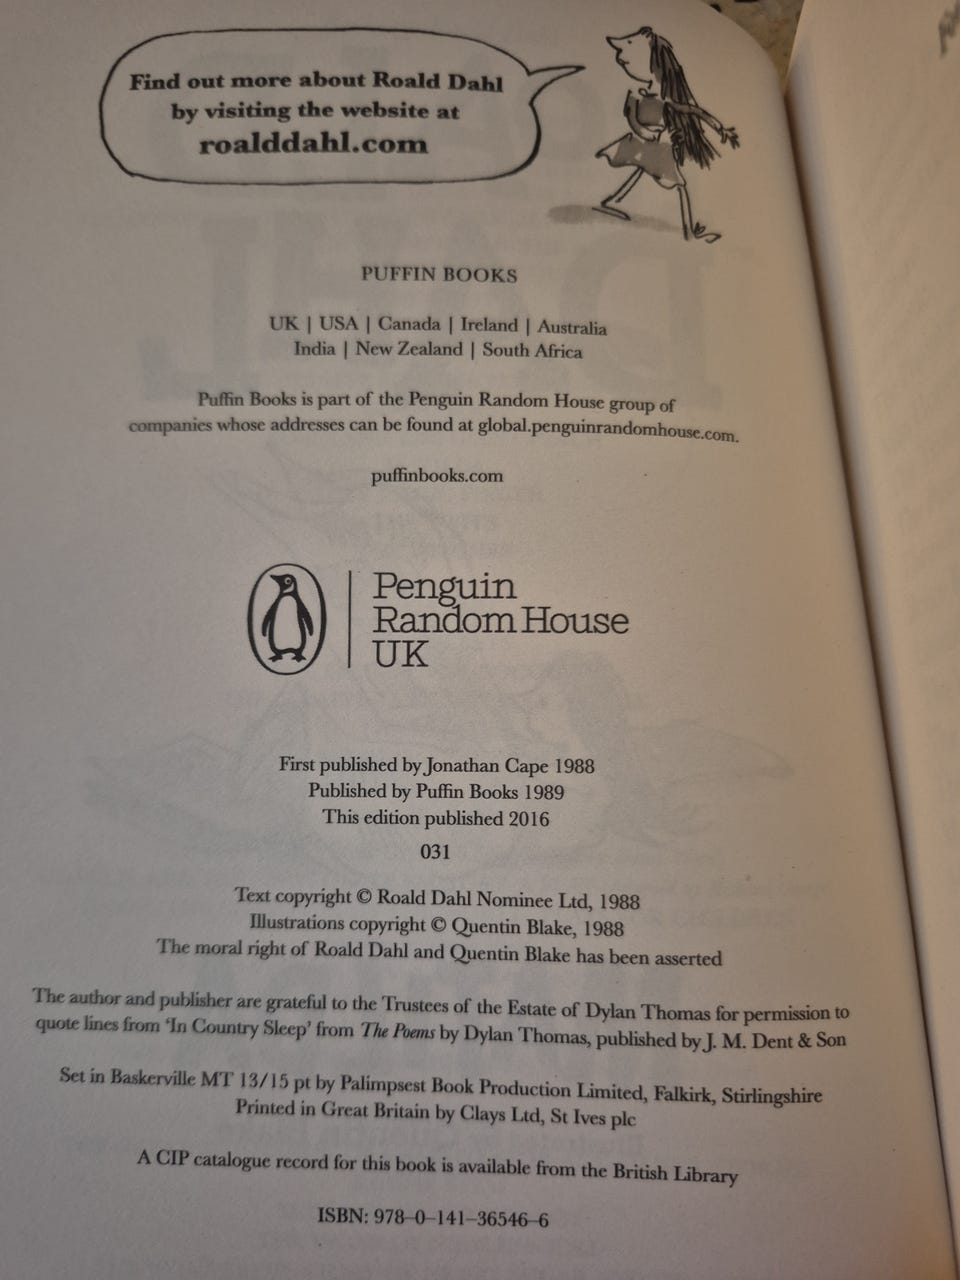 Find out more about Roald Dahl
by visiting the website at
roalddahl.com
PUFFIN BOOKS
UK | USA | Canada | Ireland | Australia
India | New Zealand | South Africa
Puffin Books is part of the Penguin Random House group of
companies whose addresses can be found at global.penguinrandomhouse.com.
puffinbooks.com
Penguin
Random House
UK
First published by Jonathan Cape 1988
Published by Puffin Books 1989
This edition published 2016
031
Text copyright © Roald Dahl Nominee Ltd, 1988
Illustrations copyright © Quentin Blake, 1988
The moral right of Roald Dahl and Quentin Blake has been asserted
The author and publisher are grateful to the Trustees of the Estate of Dylan Thomas for permission to
quote lines from ‘In Country Sleep’ from The Poems by Dylan Thomas, published by J. M. Dent & Son
Set in Baskerville MT 13/15 pt by Palimpsest Book Production Limited, Falkirk, Stirlingshire
Printed in Great Britain by Clays Ltd, St Ives plc
A CIP catalogue record for this book is available from the British Library
ISBN: 978–0–141–36546–6